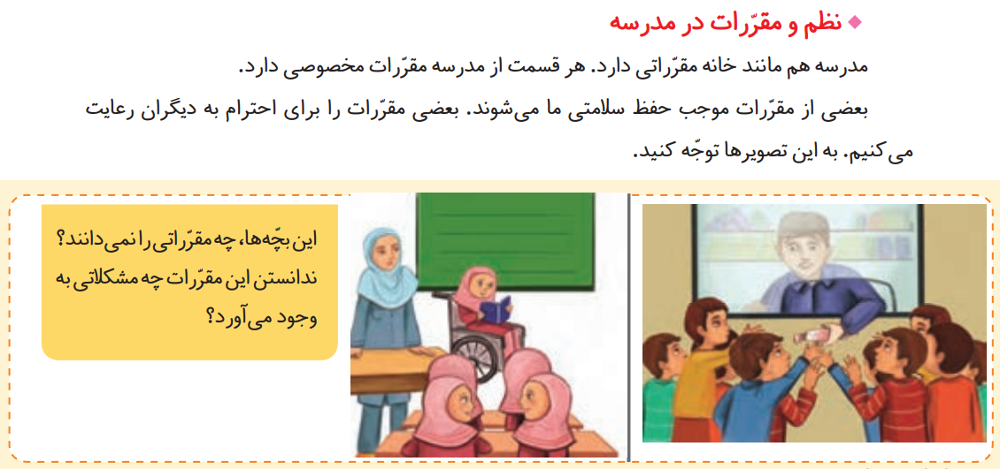 نظم و مقرّرات در مدرسه
مدرسه هم مانند خانه مقرّراتی دارد. هر قسمت از مدرسه مقرّرات مخصوصی دارد.
بعضی از مقرّرات موجب حفظ سلامتی ما می‌شوند. بعضی مقرّرات را برای احترام به دیگران رعایت
می‌کنیم. به این تصویرها توجّه کنید.
این بچّه‌ها، چه مقرّراتی را نمی‌دانند؟
ندانستن این مقرّرات چه مشکلاتی به
وجود می‌آورد؟